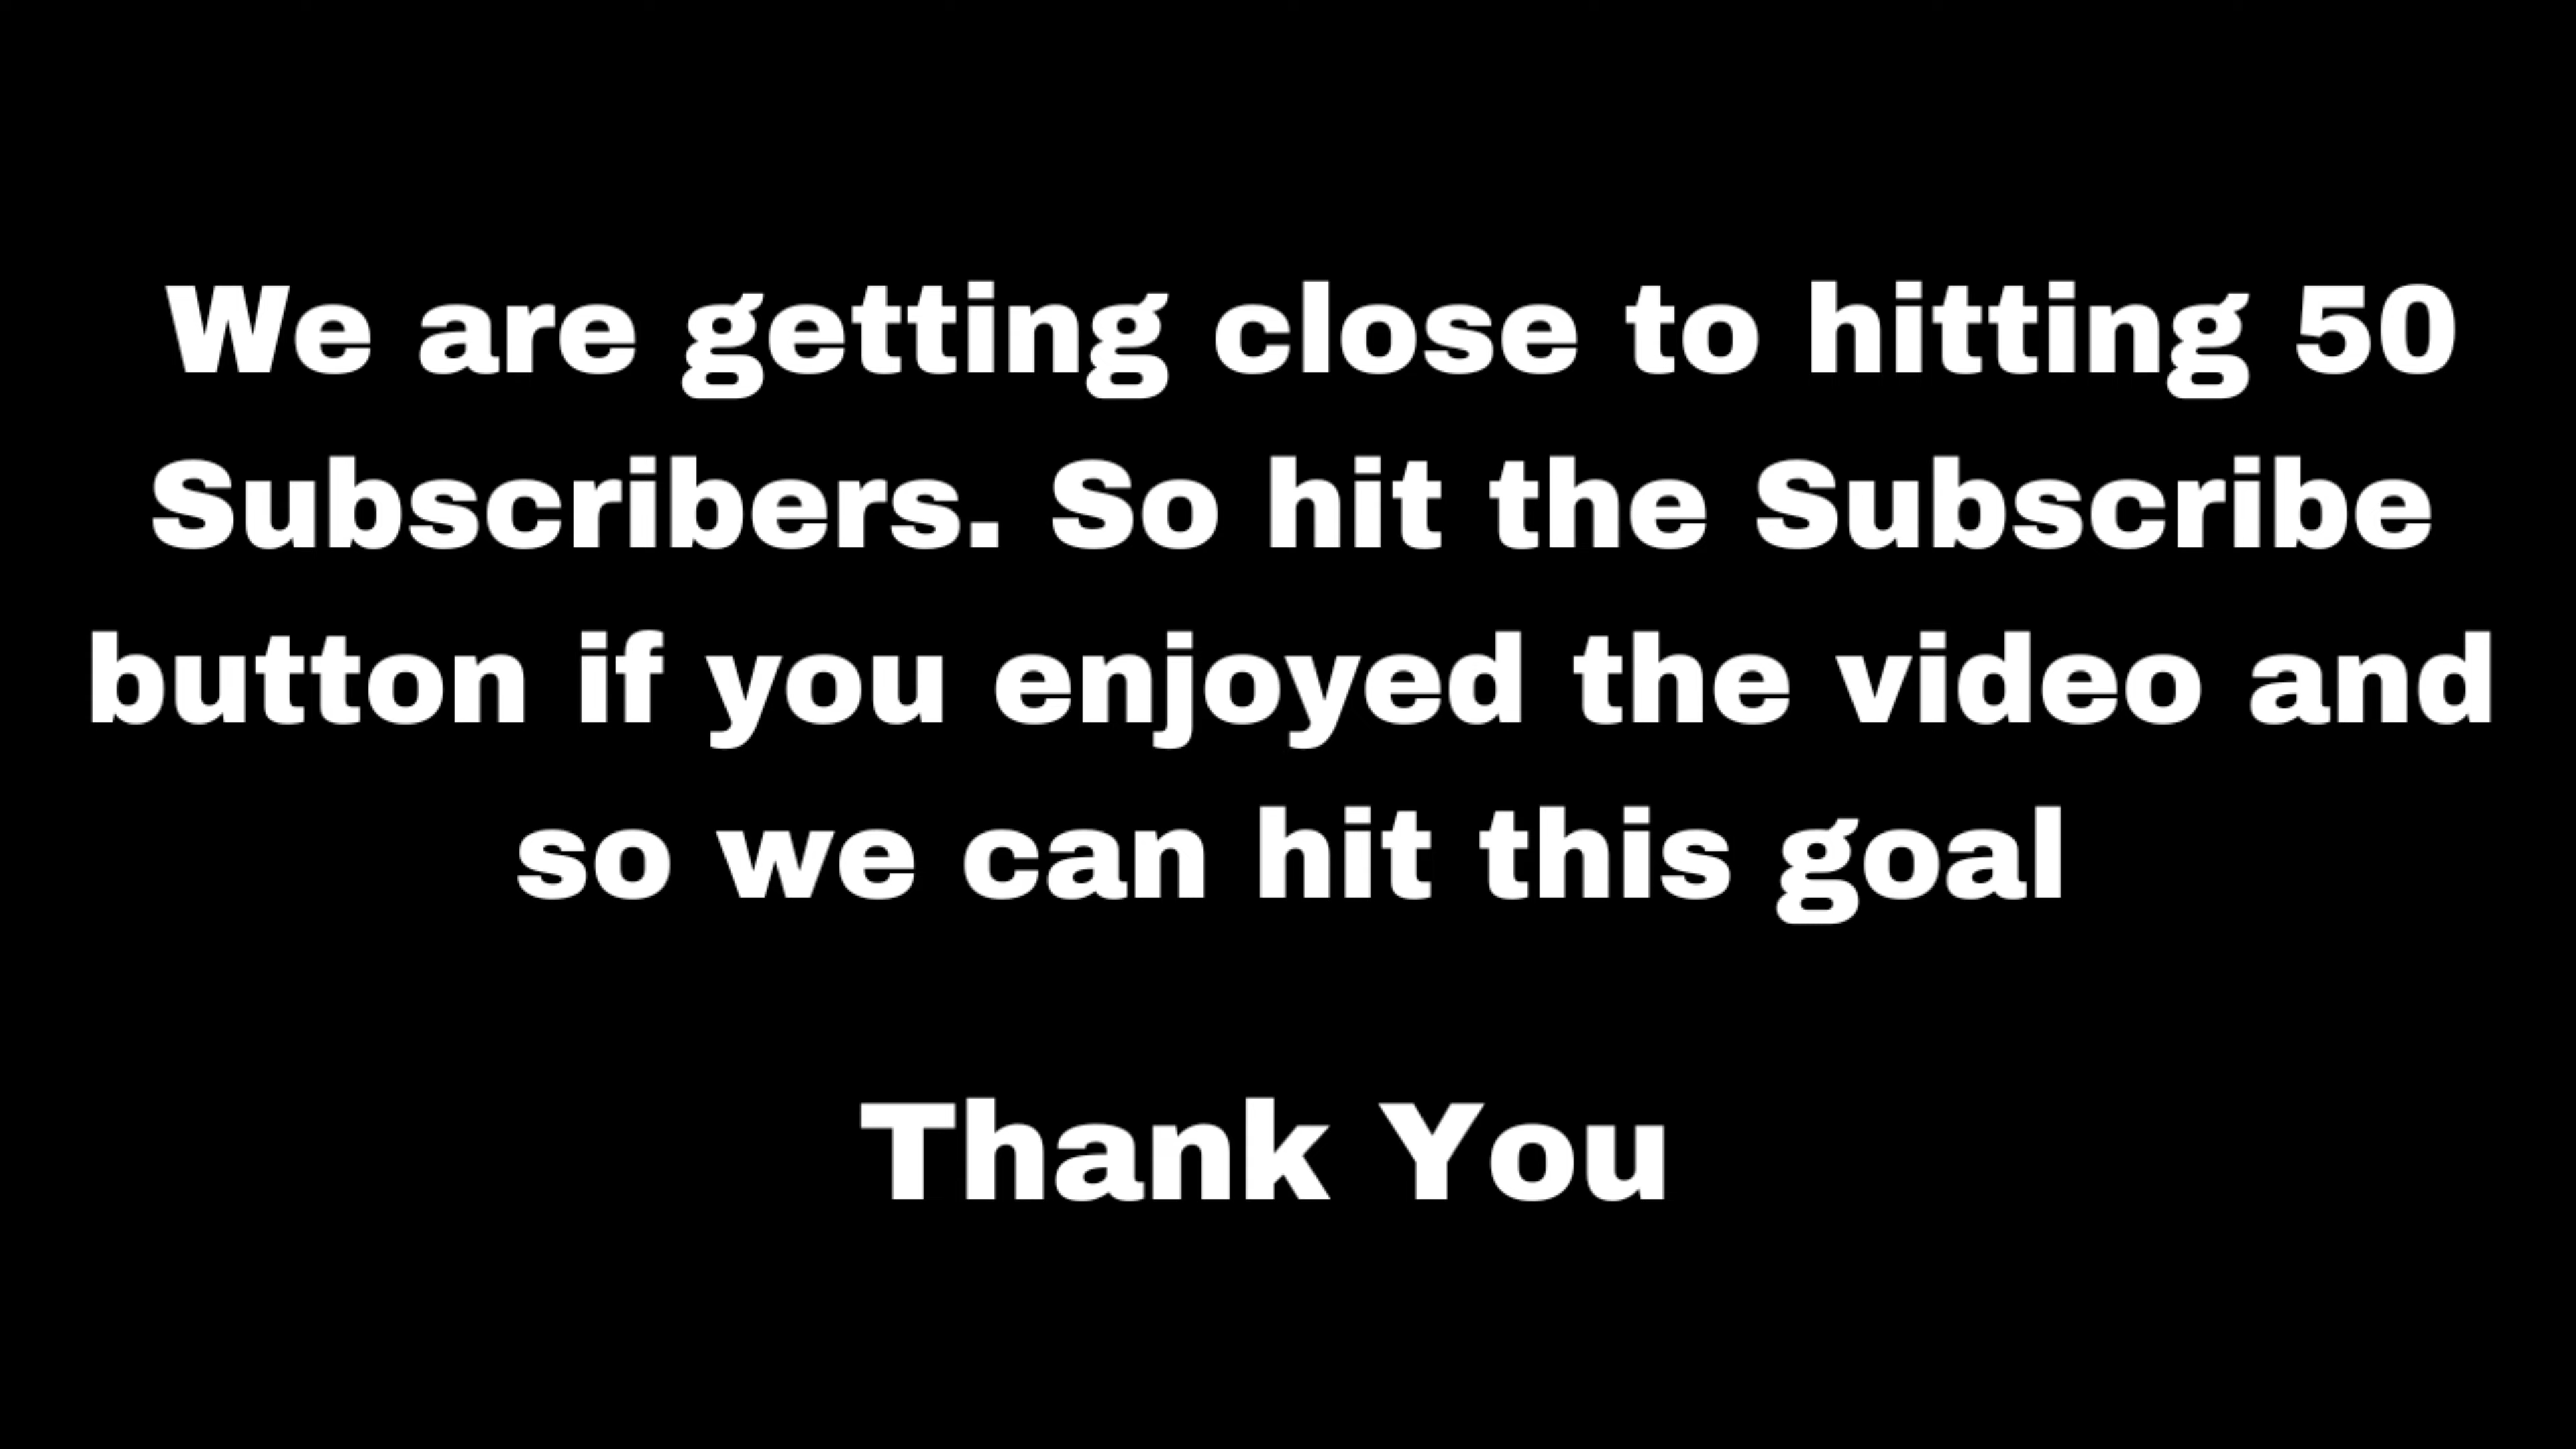 We are getting close to hitting 50
Subscribers. So hit the Subscribe
button if you enjoyed the video and
so we can hit this goal
Thank You